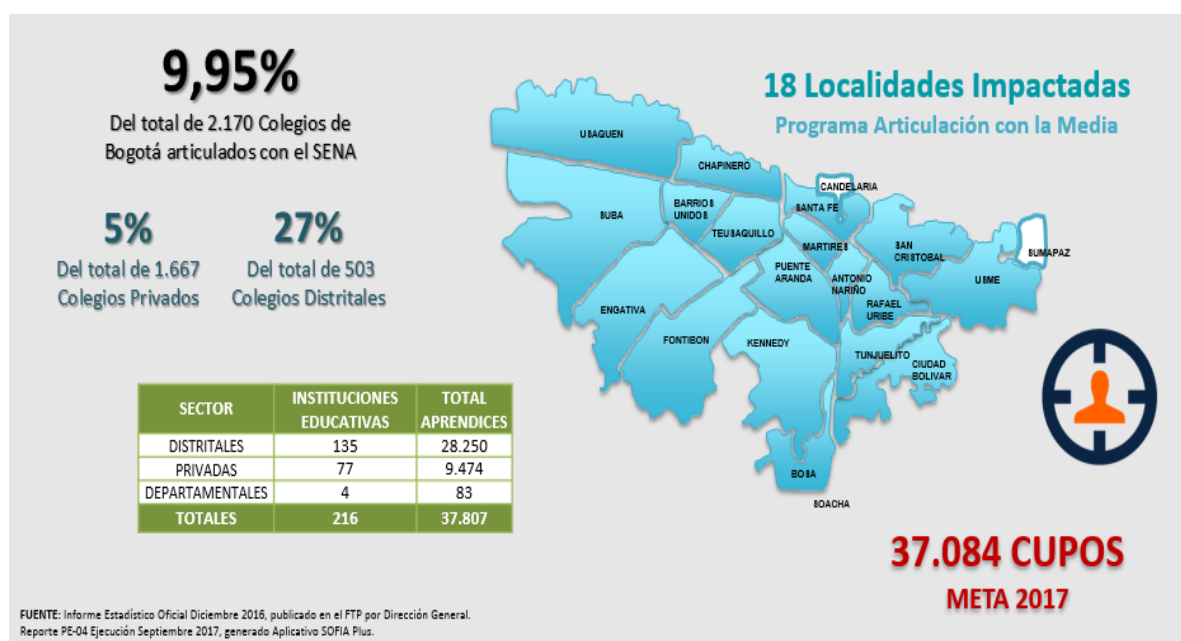 9,95%
Del total de 2.170 Colegios de
Bogotá articulados con el SENA
5%
Del total de 1.667
Colegios Privados
27%
Del total de 503
Colegios Distritales
18 Localidades Impactadas
Programa Articulación con la Media
USAQUEN
CHAPINERO
CANDELARIA
SUBA
BARRIOS
UNIDOS
SANTA FE
TEUSAQUILLO
MARTIRES
SAN
CRISTOBAL
SUMAPAZ
PUENTE
ARANDA
ANTONIO
NARIÑO
USME
RAFAEL
URIBE
ENGATIVA
FONTIBON
KENNEDY
TUNJUELITO
CIUDAD
BOLIVAR
BOSA
SOACHA
SECTOR INSTITUCIONES EDUCATIVAS TOTAL APRENDICES
DISTRITALES 135 28.250
PRIVADAS 77 9.474
DEPARTAMENTALES 4 83
TOTALES 216 37.807
37.084 CUPOS
META 2017
FUENTE: Informe Estadístico Oficial Diciembre 2016, publicado en el FTP por Dirección General.
Reporte PE-04 Ejecución Septiembre 2017, generado Aplicativo SOFIA Plus.